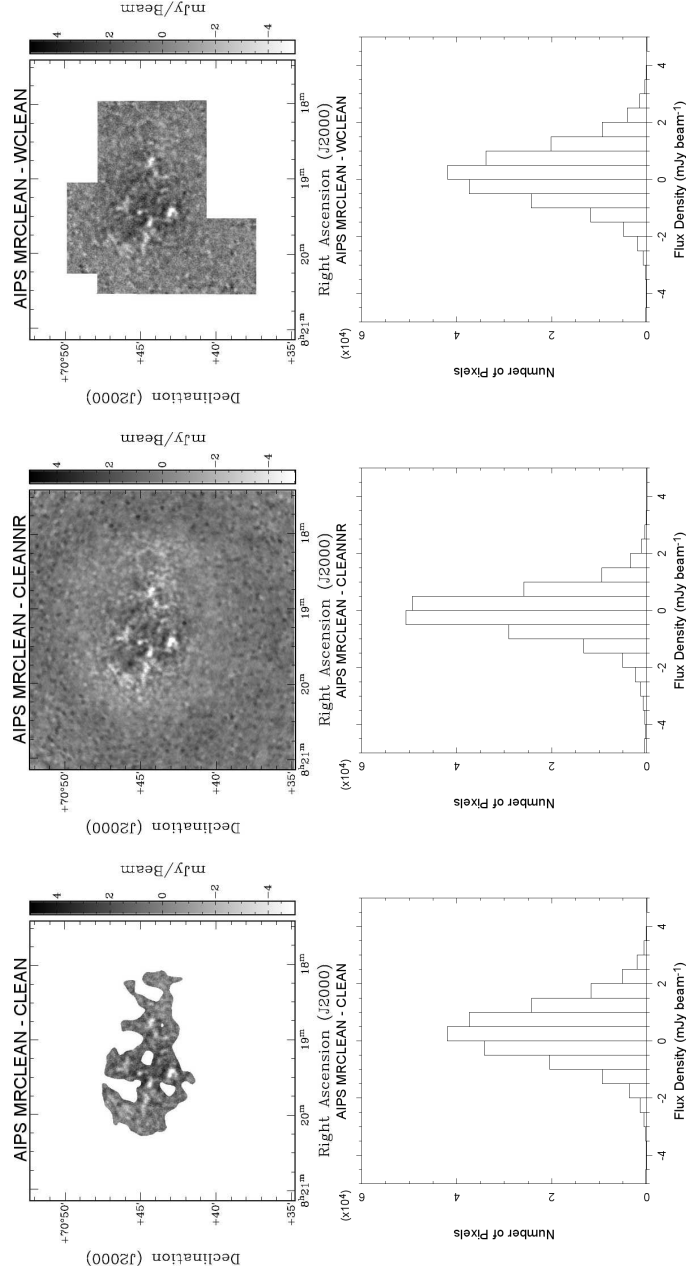 AIPS MRCLEAN - CLEAN
Declination (J2000)
+70°50'
+45'
+40'
+35'
8ʰ21ᵐ 20ᵐ 19ᵐ 18ᵐ
Right Ascension (J2000)
4
2
0
-2
-4
mJy/Beam
AIPS MRCLEAN - CLEANNR
Declination (J2000)
+70°50'
+45'
+40'
+35'
8ʰ21ᵐ 20ᵐ 19ᵐ 18ᵐ
Right Ascension (J2000)
4
2
0
-2
-4
mJy/Beam
AIPS MRCLEAN - WCLEAN
Declination (J2000)
+70°50'
+45'
+40'
+35'
8ʰ21ᵐ 20ᵐ 19ᵐ 18ᵐ
Right Ascension (J2000)
4
2
0
-2
-4
mJy/Beam
AIPS MRCLEAN - CLEAN
(x10⁴)
6
4
2
0
Number of Pixels
-4 -2 0 2 4
Flux Density (mJy beam⁻¹)
AIPS MRCLEAN - CLEANNR
(x10⁴)
6
4
2
0
Number of Pixels
-4 -2 0 2 4
Flux Density (mJy beam⁻¹)
AIPS MRCLEAN - WCLEAN
(x10⁴)
6
4
2
0
Number of Pixels
-4 -2 0 2 4
Flux Density (mJy beam⁻¹)